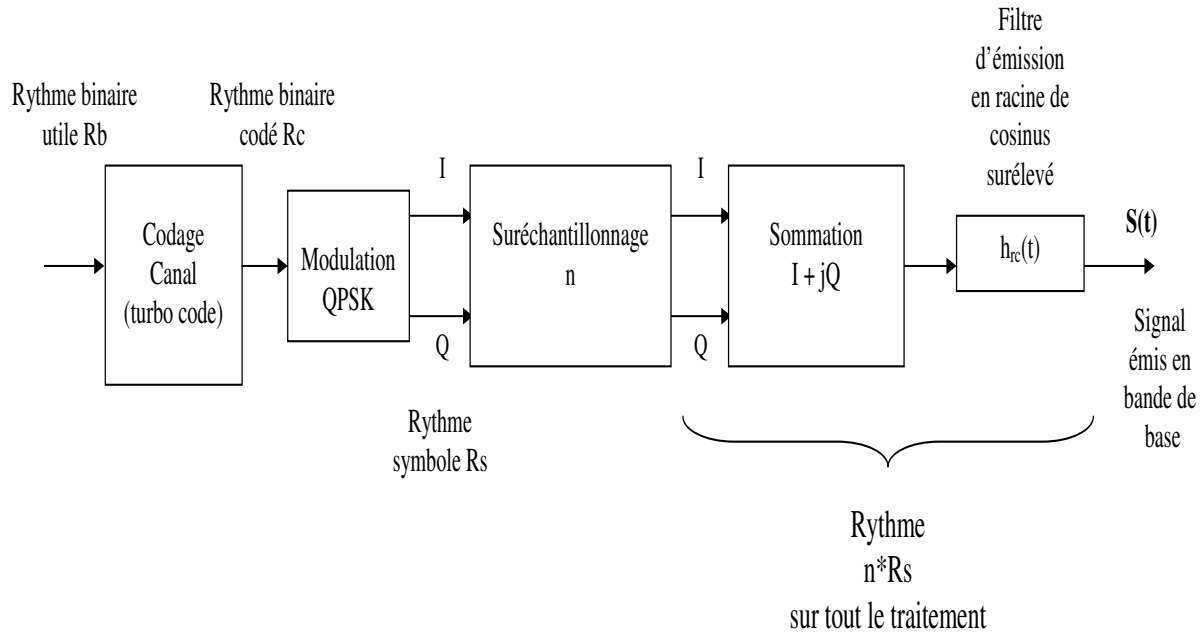 Filtre
d'émission
en racine de
cosinus
surélevé
Rythme binaire
utile Rb
Rythme binaire
codé Rc
Codage
Canal
(turbo code)
Modulation
QPSK
I
Q
Rythme
symbole Rs
Suréchantillonnage
n
I
Q
Sommation
I + jQ
hrc(t)
S(t)
Signal
émis en
bande de
base
Rythme
n*Rs
sur tout le traitement